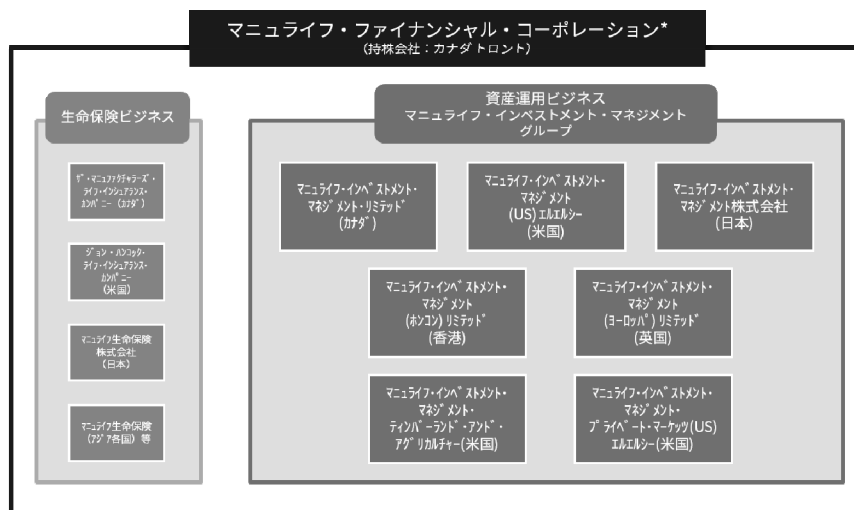 マニュライフ・ファイナンシャル・コーポレーション*
(持株会社：カナダ トロント)
生命保険ビジネス
ｻﾞ・ﾏﾆｭﾌｧｸﾁｬﾗｰｽﾞ・
ﾗｲﾌ・ｲﾝｼｭｱﾗﾝｽ・
ｶﾝﾊﾟﾆｰ (ｶﾅﾀﾞ)
ｼﾞｮﾝ・ﾊﾝｺｯｸ・
ﾗｲﾌ・ｲﾝｼｭｱﾗﾝｽ・
ｶﾝﾊﾟﾆｰ
(米国)
ﾏﾆｭﾗｲﾌ生命保険
株式会社
(日本)
ﾏﾆｭﾗｲﾌ生命保険
(ｱｼﾞｱ各国) 等
資産運用ビジネス
マニュライフ・インベストメント・マネジメント
グループ
ﾏﾆｭﾗｲﾌ・ｲﾝﾍﾞｽﾄﾒﾝﾄ・
ﾏﾈｼﾞﾒﾝﾄ・ﾘﾐﾃｯﾄﾞ
(ｶﾅﾀﾞ)
ﾏﾆｭﾗｲﾌ・ｲﾝﾍﾞｽﾄﾒﾝﾄ・
ﾏﾈｼﾞﾒﾝﾄ
(US) ｴﾙｴﾙｼｰ
(米国)
ﾏﾆｭﾗｲﾌ・ｲﾝﾍﾞｽﾄﾒﾝﾄ・
ﾏﾈｼﾞﾒﾝﾄ株式会社
(日本)
ﾏﾆｭﾗｲﾌ・ｲﾝﾍﾞｽﾄﾒﾝﾄ・
ﾏﾈｼﾞﾒﾝﾄ
(ﾎﾝｺﾝ) ﾘﾐﾃｯﾄﾞ
(香港)
ﾏﾆｭﾗｲﾌ・ｲﾝﾍﾞｽﾄﾒﾝﾄ・
ﾏﾈｼﾞﾒﾝﾄ
(ﾖｰﾛｯﾊﾟ) ﾘﾐﾃｯﾄﾞ
(英国)
ﾏﾆｭﾗｲﾌ・ｲﾝﾍﾞｽﾄﾒﾝﾄ・
ﾏﾈｼﾞﾒﾝﾄ・
ﾃｨﾝﾊﾞｰﾗﾝﾄﾞ・ｱﾝﾄﾞ・
ｱｸﾞﾘｶﾙﾁｬｰ(米国)
ﾏﾆｭﾗｲﾌ・ｲﾝﾍﾞｽﾄﾒﾝﾄ・
ﾏﾈｼﾞﾒﾝﾄ・
ﾌﾟﾗｲﾍﾞｰﾄ・ﾏｰｹｯﾂ(US)
ｴﾙｴﾙｼｰ(米国)